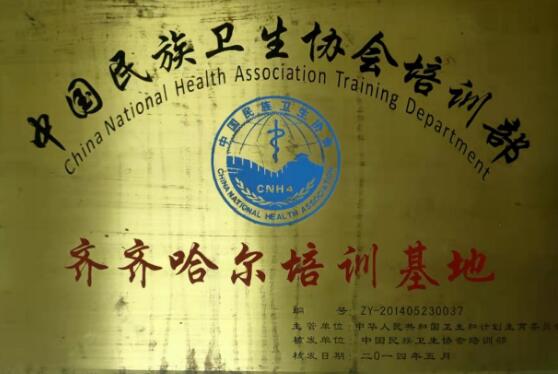 中国民族卫生协会培训部
China National Health Association Training Department
中国民族卫生协会
CNHA
CHINA NATIONAL HEALTH ASSOCIATION
齐齐哈尔培训基地
编 号: ZY-201405230037
主管单位: 中华人民共和国卫生和计划生育委员会
核发单位: 中国民族卫生协会培训部
核发日期: 二〇一四年五月